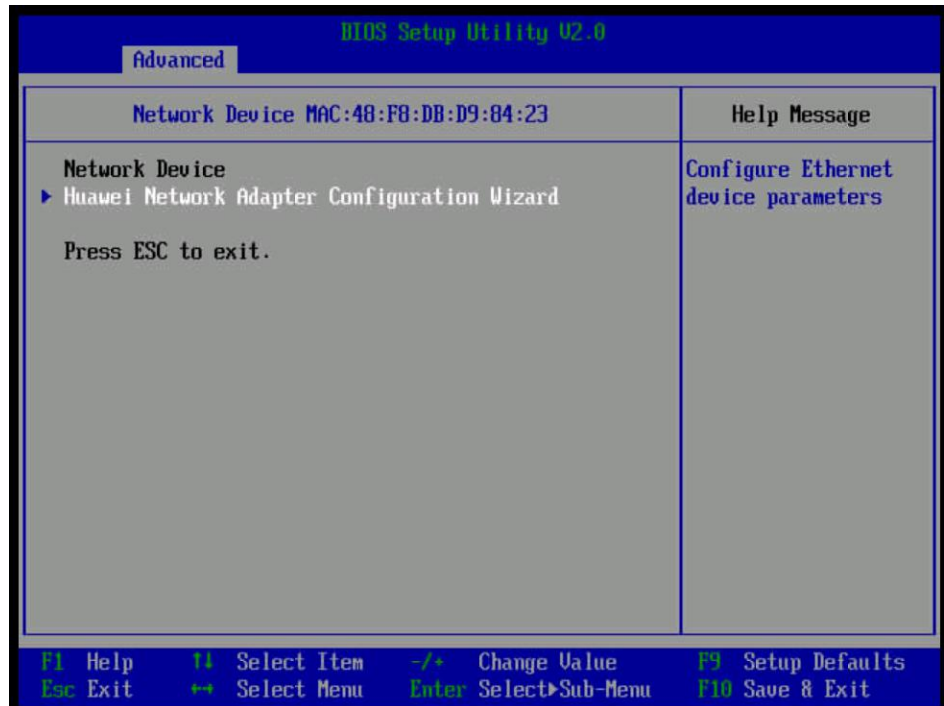 BIOS Setup Utility V2.0
Advanced
Network Device MAC:48:F8:DB:D9:84:23
Help Message
Network Device
Huawei Network Adapter Configuration Wizard
Press ESC to exit.
Configure Ethernet
device parameters
F1 Help ↑↓ Select Item -/+ Change Value F9 Setup Defaults
Esc Exit ←→ Select Menu Enter Select▶Sub-Menu F10 Save & Exit